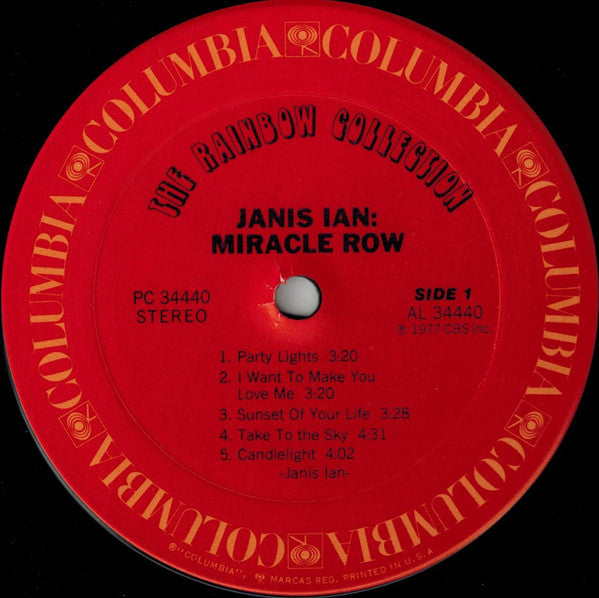 COLUMBIA COLUMBIA COLUMBIA COLUMBIA COLUMBIA COLUMBIA
THE RAINBOW COLLECTION
JANIS IAN:
MIRACLE ROW
PC 34440
STEREO
SIDE 1
AL 34440
℗ 1977 CBS Inc.
1. Party Lights 3:20
2. I Want To Make You
Love Me 3:20
3. Sunset Of Your Life 3:28
4. Take To the Sky 4:31
5. Candlelight 4:02
-Janis Ian-
®"COLUMBIA", MARCAS REG. PRINTED IN U.S.A.